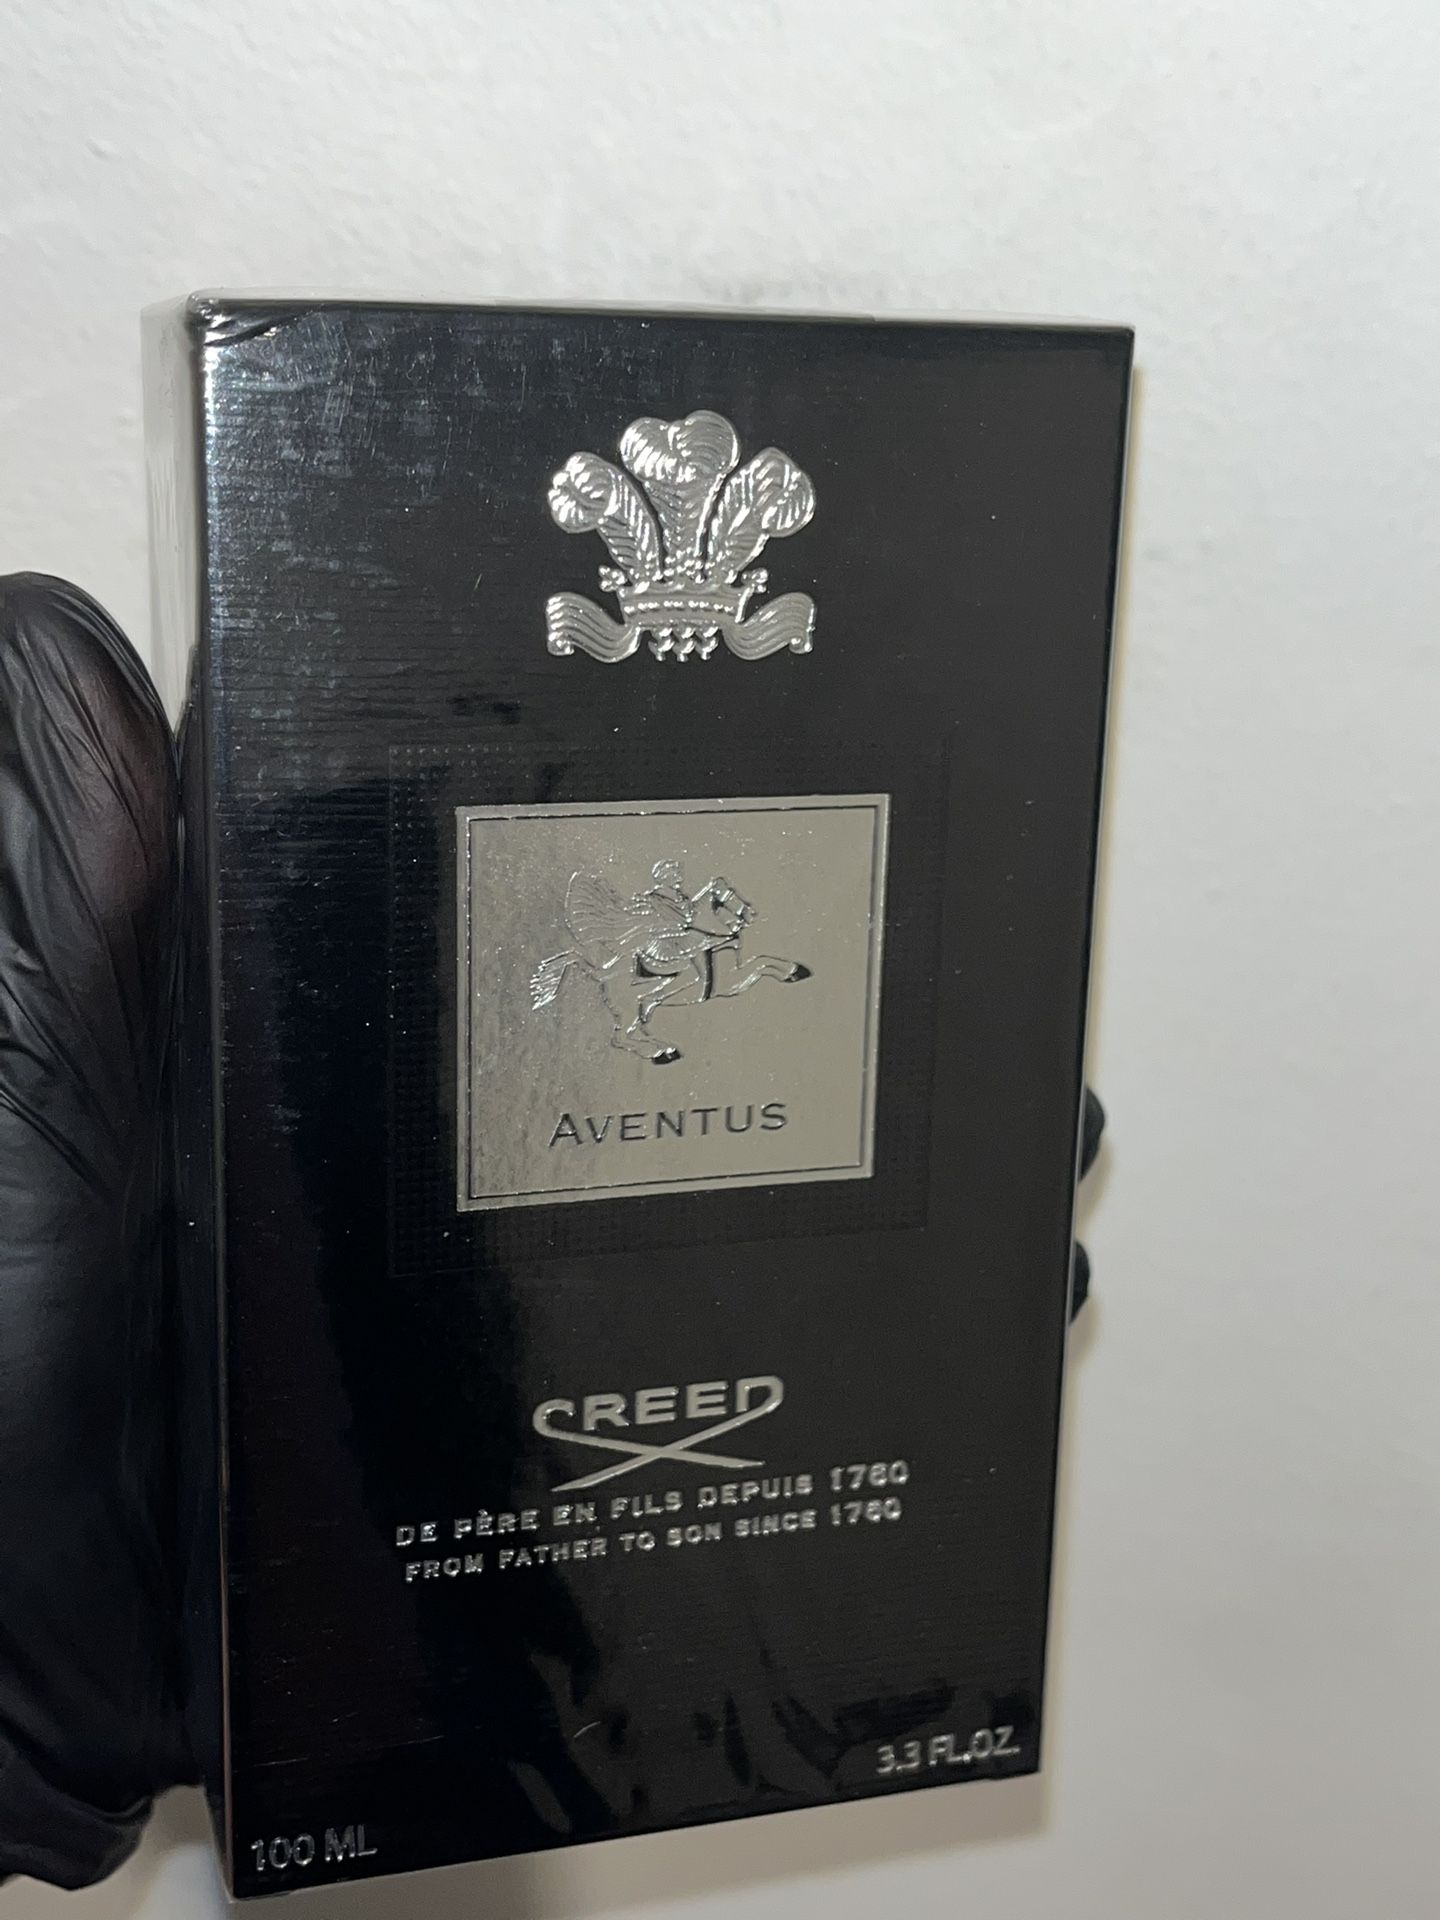 AVENTUS
CREED
DE PÈRE EN FILS DEPUIS 1760
FROM FATHER TO SON SINCE 1760
3.3 FL.OZ.
100 ML